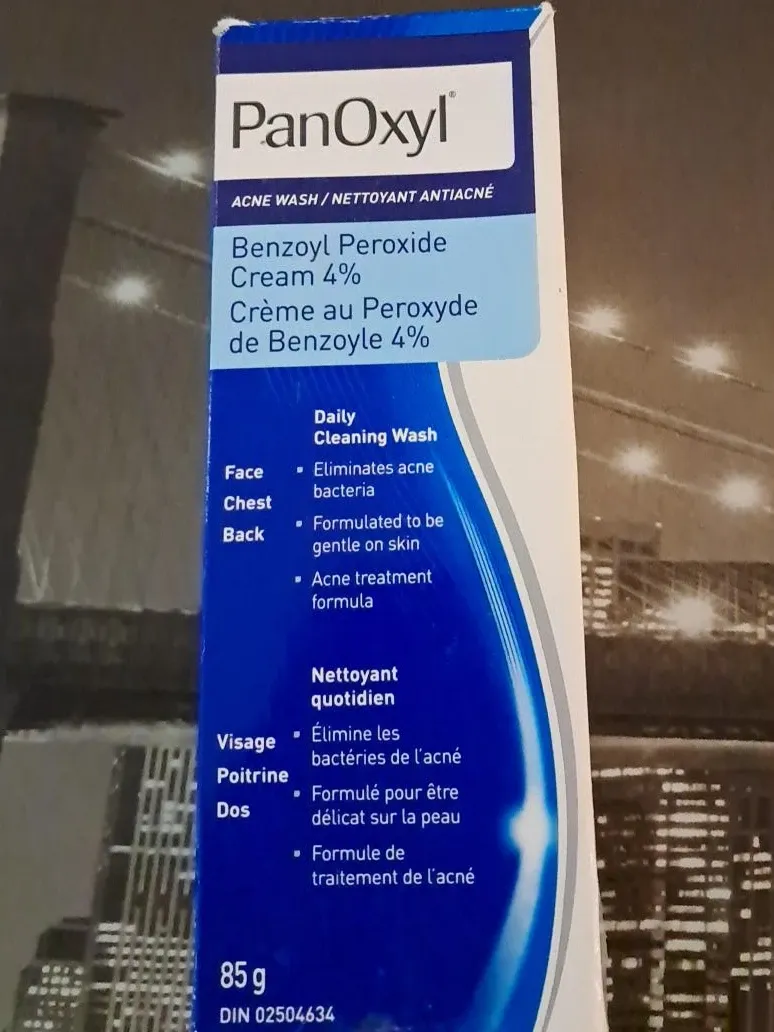 PanOxyl®
ACNE WASH / NETTOYANT ANTIACNÉ
Benzoyl Peroxide
Cream 4%
Crème au Peroxyde
de Benzoyle 4%
Daily
Cleaning Wash
Face
Chest
Back
▪ Eliminates acne
bacteria
▪ Formulated to be
gentle on skin
▪ Acne treatment
formula
Nettoyant
quotidien
Visage
Poitrine
Dos
▪ Élimine les
bactéries de l'acné
▪ Formulé pour être
délicat sur la peau
▪ Formule de
traitement de l'acné
85 g
DIN 02504634